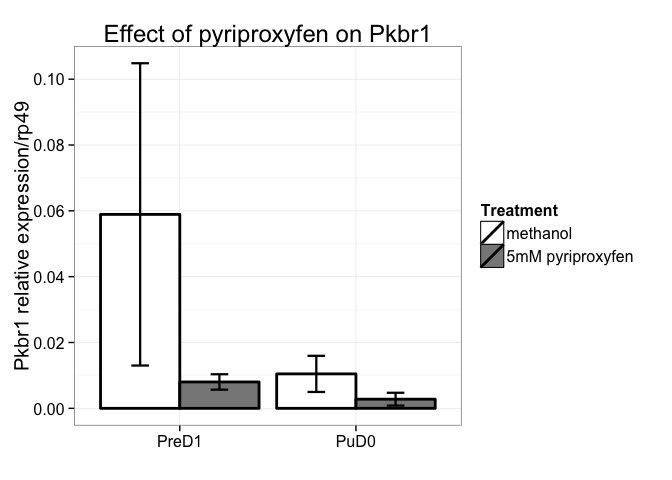 Effect of pyriproxyfen on Pkbr1
Pkbr1 relative expression/rp49
0.10
0.08
0.06
0.04
0.02
0.00
PreD1
PuD0
Treatment
methanol
5mM pyriproxyfen